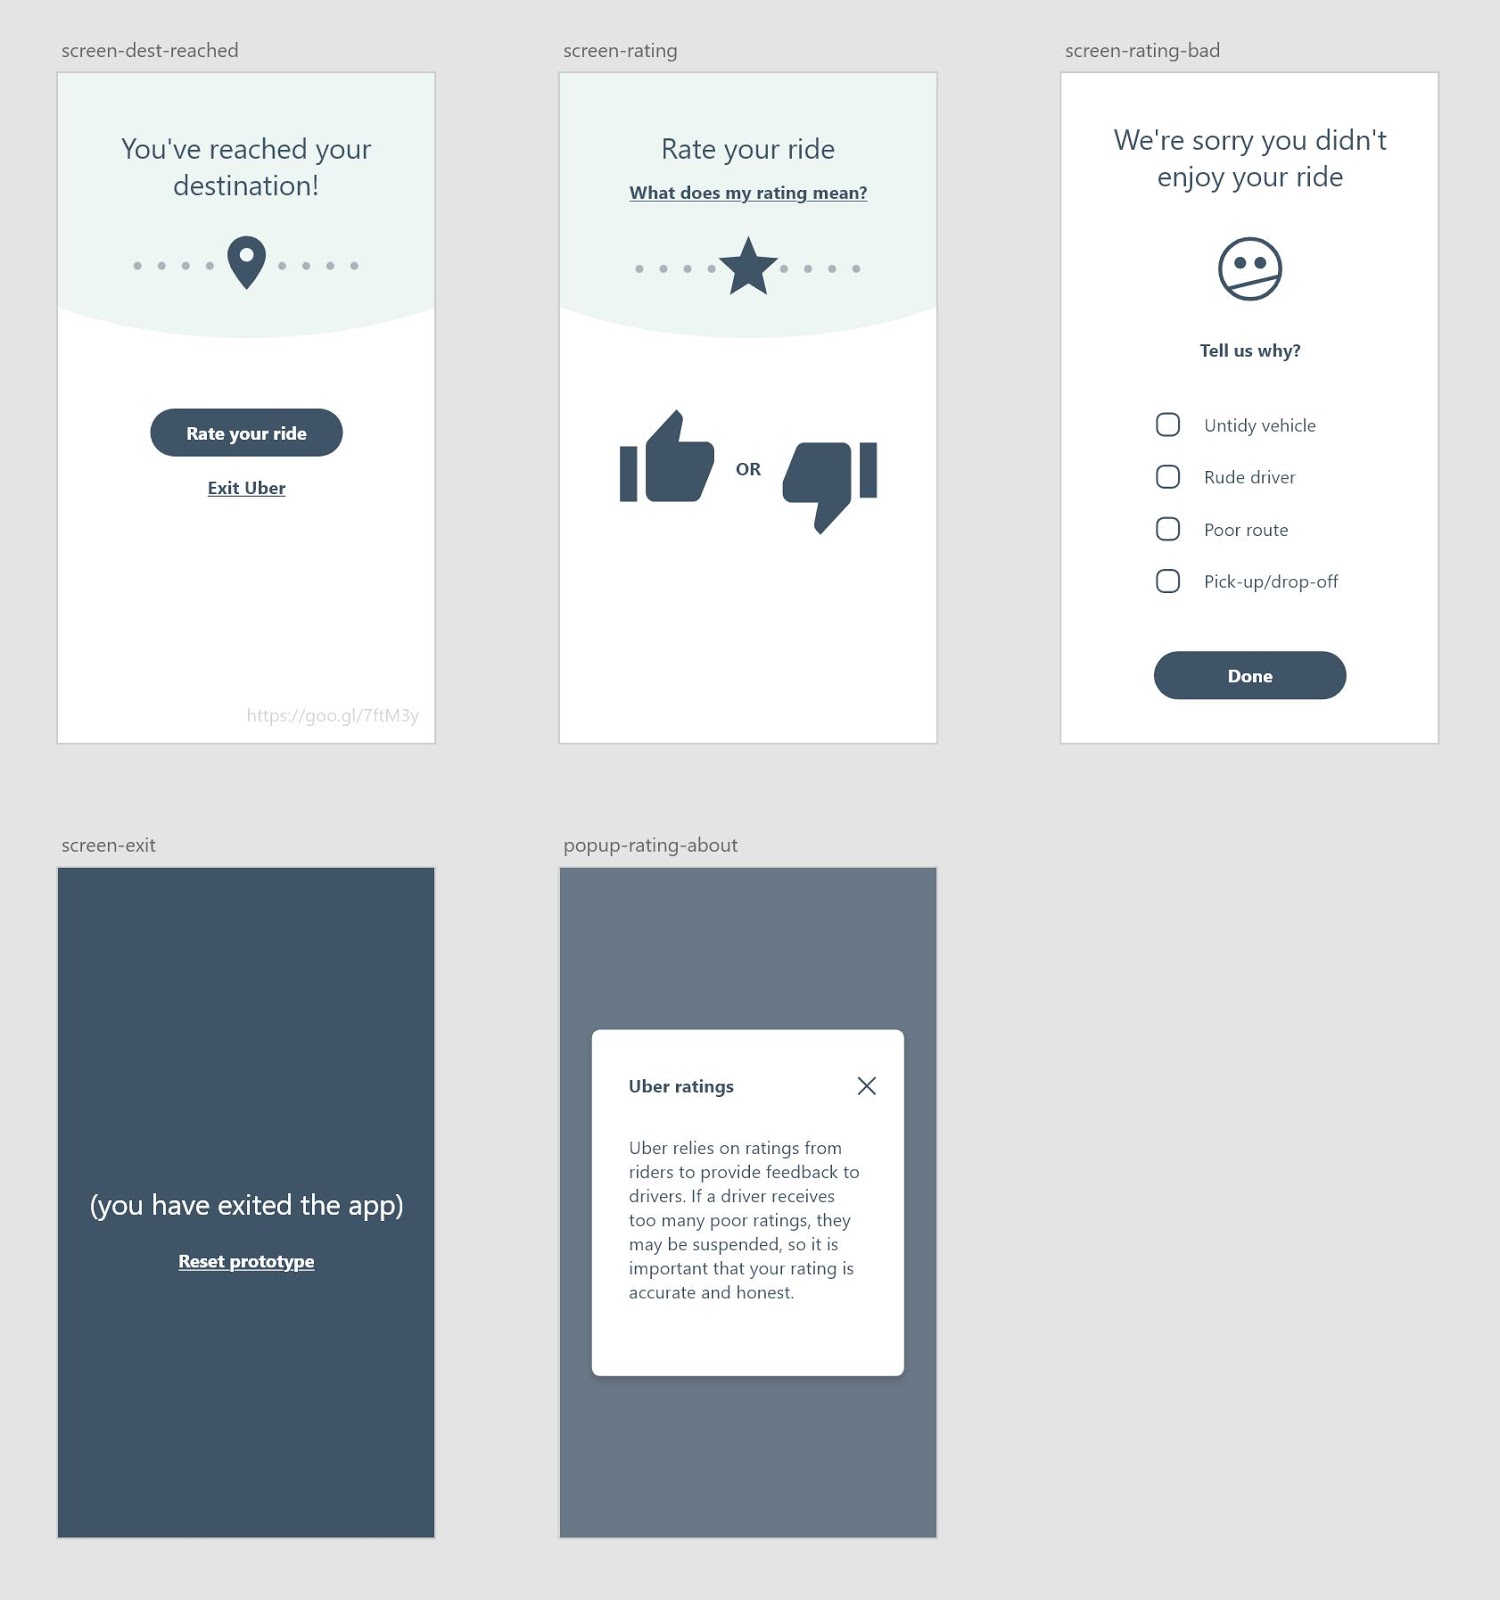 screen-dest-reached
You've reached your
destination!
Rate your ride
Exit Uber
https://goo.gl/7ftM3y
screen-rating
Rate your ride
What does my rating mean?
OR
screen-rating-bad
We're sorry you didn't
enjoy your ride
Tell us why?
Untidy vehicle
Rude driver
Poor route
Pick-up/drop-off
Done
screen-exit
(you have exited the app)
Reset prototype
popup-rating-about
Uber ratings
Uber relies on ratings from
riders to provide feedback to
drivers. If a driver receives
too many poor ratings, they
may be suspended, so it is
important that your rating is
accurate and honest.